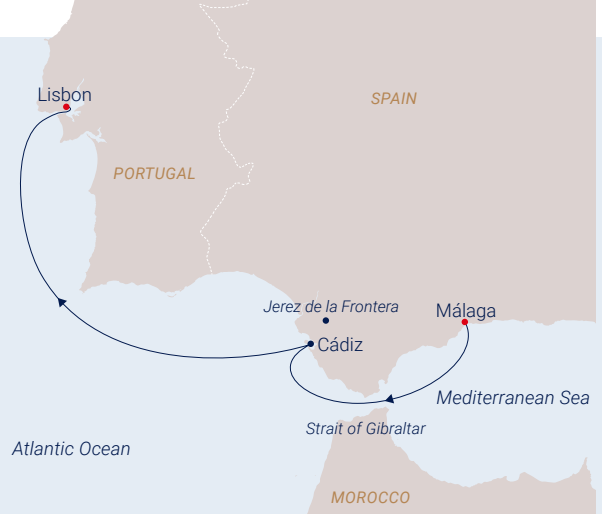 Lisbon
SPAIN
PORTUGAL
Jerez de la Frontera
Málaga
Cádiz
Mediterranean Sea
Strait of Gibraltar
Atlantic Ocean
MOROCCO